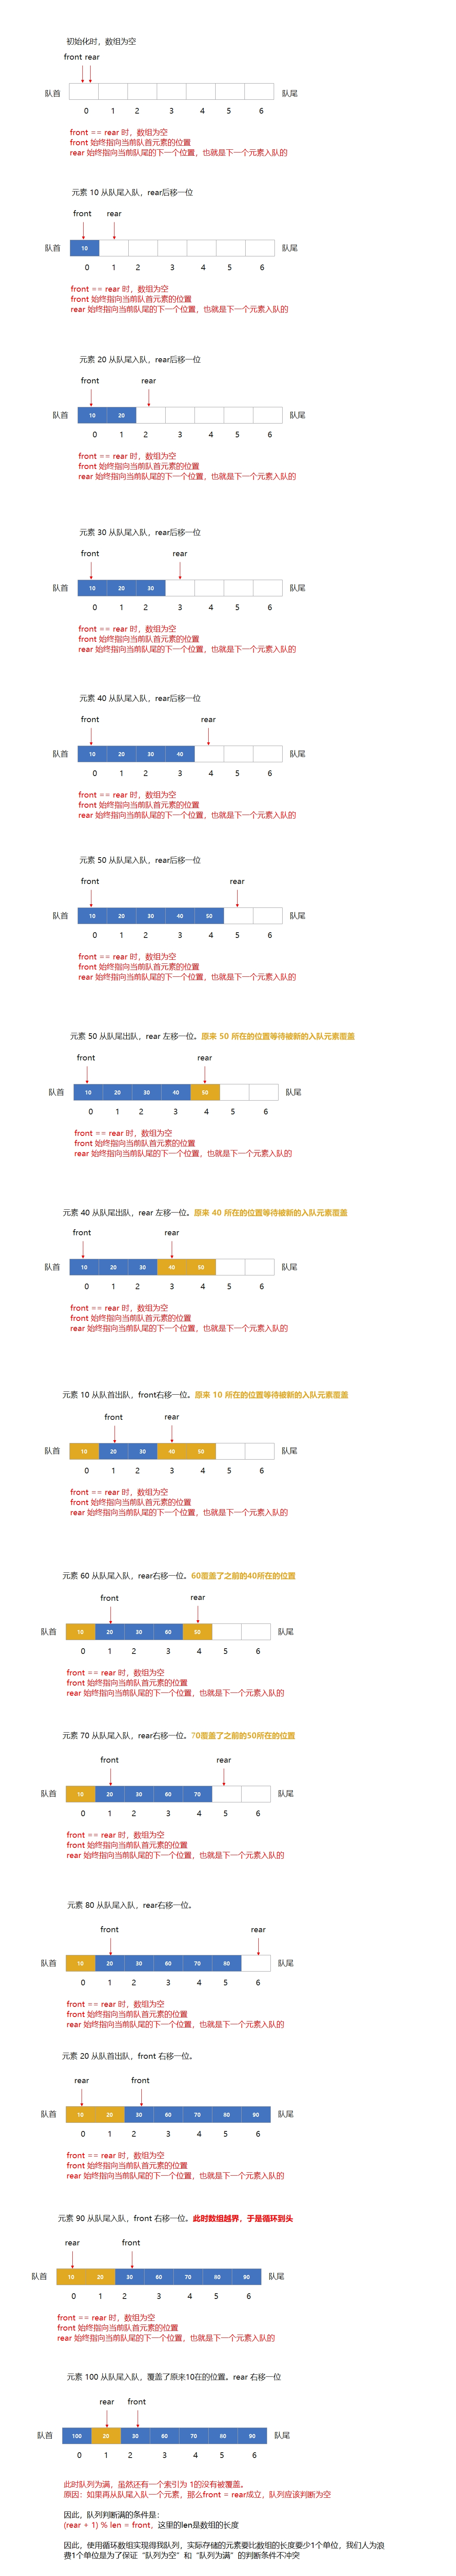 初始化时，数组为空
front rear
队首 队尾
0 1 2 3 4 5 6
front == rear 时，数组为空
front 始终指向当前队首元素的位置
rear 始终指向当前队尾的下一个位置，也就是下一个元素入队的
元素 10 从队尾入队，rear后移一位
front rear
队首 10 队尾
0 1 2 3 4 5 6
front == rear 时，数组为空
front 始终指向当前队首元素的位置
rear 始终指向当前队尾的下一个位置，也就是下一个元素入队的
元素 20 从队尾入队，rear后移一位
front rear
队首 10 20 队尾
0 1 2 3 4 5 6
front == rear 时，数组为空
front 始终指向当前队首元素的位置
rear 始终指向当前队尾的下一个位置，也就是下一个元素入队的
元素 30 从队尾入队，rear后移一位
front rear
队首 10 20 30 队尾
0 1 2 3 4 5 6
front == rear 时，数组为空
front 始终指向当前队首元素的位置
rear 始终指向当前队尾的下一个位置，也就是下一个元素入队的
元素 40 从队尾入队，rear后移一位
front rear
队首 10 20 30 40 队尾
0 1 2 3 4 5 6
front == rear 时，数组为空
front 始终指向当前队首元素的位置
rear 始终指向当前队尾的下一个位置，也就是下一个元素入队的
元素 50 从队尾入队，rear后移一位
front rear
队首 10 20 30 40 50 队尾
0 1 2 3 4 5 6
front == rear 时，数组为空
front 始终指向当前队首元素的位置
rear 始终指向当前队尾的下一个位置，也就是下一个元素入队的
元素 50 从队尾出队，rear 左移一位。原来 50 所在的位置等待被新的入队元素覆盖
front rear
队首 10 20 30 40 50 队尾
0 1 2 3 4 5 6
front == rear 时，数组为空
front 始终指向当前队首元素的位置
rear 始终指向当前队尾的下一个位置，也就是下一个元素入队的
元素 40 从队尾出队，rear 左移一位。原来 40 所在的位置等待被新的入队元素覆盖
front rear
队首 10 20 30 40 50 队尾
0 1 2 3 4 5 6
front == rear 时，数组为空
front 始终指向当前队首元素的位置
rear 始终指向当前队尾的下一个位置，也就是下一个元素入队的
元素 10 从队首出队，front右移一位。原来 10 所在的位置等待被新的入队元素覆盖
front rear
队首 10 20 30 40 50 队尾
0 1 2 3 4 5 6
front == rear 时，数组为空
front 始终指向当前队首元素的位置
rear 始终指向当前队尾的下一个位置，也就是下一个元素入队的
元素 60 从队尾入队，rear右移一位。60覆盖了之前的40所在的位置
front rear
队首 10 20 30 60 50 队尾
0 1 2 3 4 5 6
front == rear 时，数组为空
front 始终指向当前队首元素的位置
rear 始终指向当前队尾的下一个位置，也就是下一个元素入队的
元素 70 从队尾入队，rear右移一位。70覆盖了之前的50所在的位置
front rear
队首 10 20 30 60 70 队尾
0 1 2 3 4 5 6
front == rear 时，数组为空
front 始终指向当前队首元素的位置
rear 始终指向当前队尾的下一个位置，也就是下一个元素入队的
元素 80 从队尾入队，rear右移一位。
front rear
队首 10 20 30 60 70 80 队尾
0 1 2 3 4 5 6
front == rear 时，数组为空
front 始终指向当前队首元素的位置
rear 始终指向当前队尾的下一个位置，也就是下一个元素入队的
元素 20 从队首出队，front 右移一位。
rear front
队首 10 20 30 60 70 80 90 队尾
0 1 2 3 4 5 6
front == rear 时，数组为空
front 始终指向当前队首元素的位置
rear 始终指向当前队尾的下一个位置，也就是下一个元素入队的
元素 90 从队尾入队，front 右移一位。此时数组越界，于是循环到头
rear front
队首 10 20 30 60 70 80 90 队尾
0 1 2 3 4 5 6
front == rear 时，数组为空
front 始终指向当前队首元素的位置
rear 始终指向当前队尾的下一个位置，也就是下一个元素入队的
元素 100 从队尾入队，覆盖了原来10在的位置。rear 右移一位
rear front
队首 100 20 30 60 70 80 90 队尾
0 1 2 3 4 5 6
此时队列为满，虽然还有一个索引为 1的没有被覆盖。
原因：如果再从队尾入队一个元素，那么front = rear成立，队列应该判断为空
因此，队列判断满的条件是：
(rear + 1) % len = front，这里的len是数组的长度
因此，使用循环数组实现得我队列，实际存储的元素要比数组的长度要少1个单位，我们人为浪
费1个单位是为了保证“队列为空”和“队列为满”的判断条件不冲突